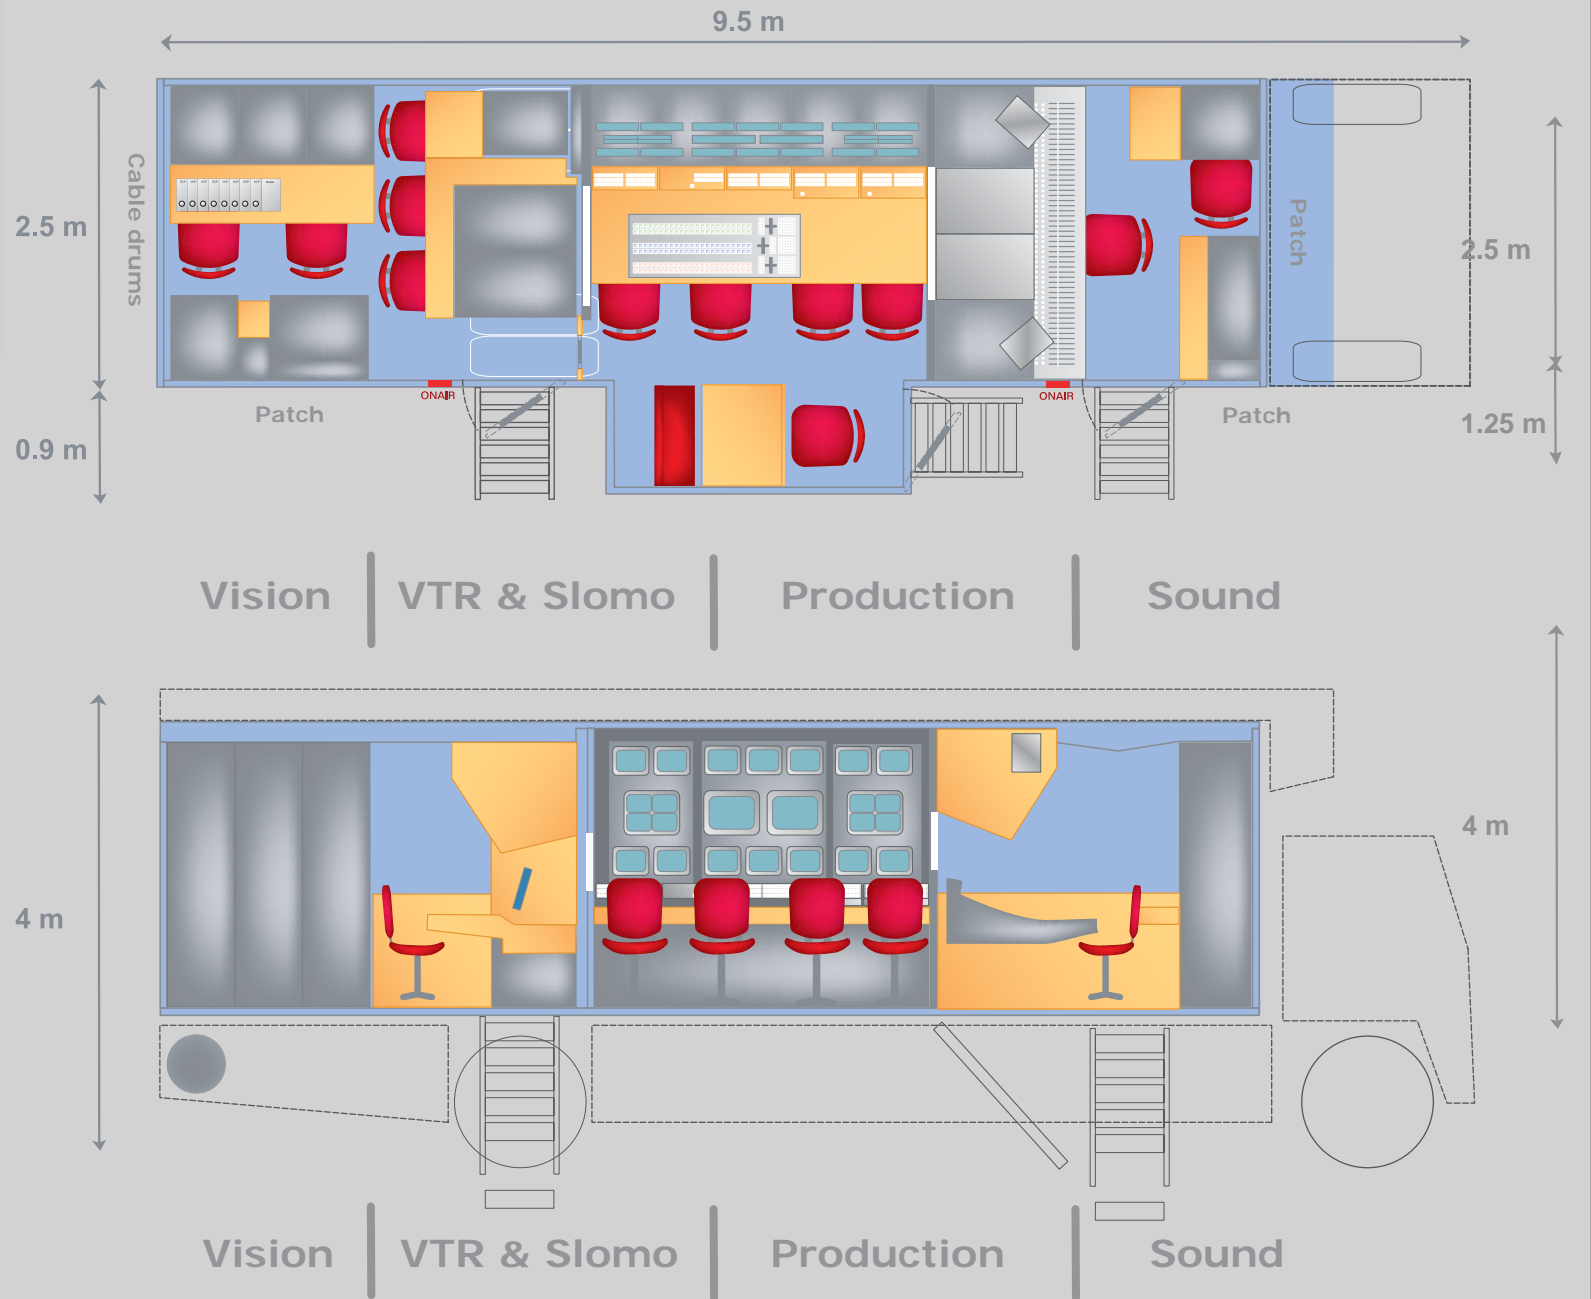 9.5 m
Cable drums
2.5 m
Patch
2.5 m
ONAIR
ONAIR
Patch
Patch
0.9 m
1.25 m
Vision
VTR & Slomo
Production
Sound
4 m
4 m
Vision
VTR & Slomo
Production
Sound